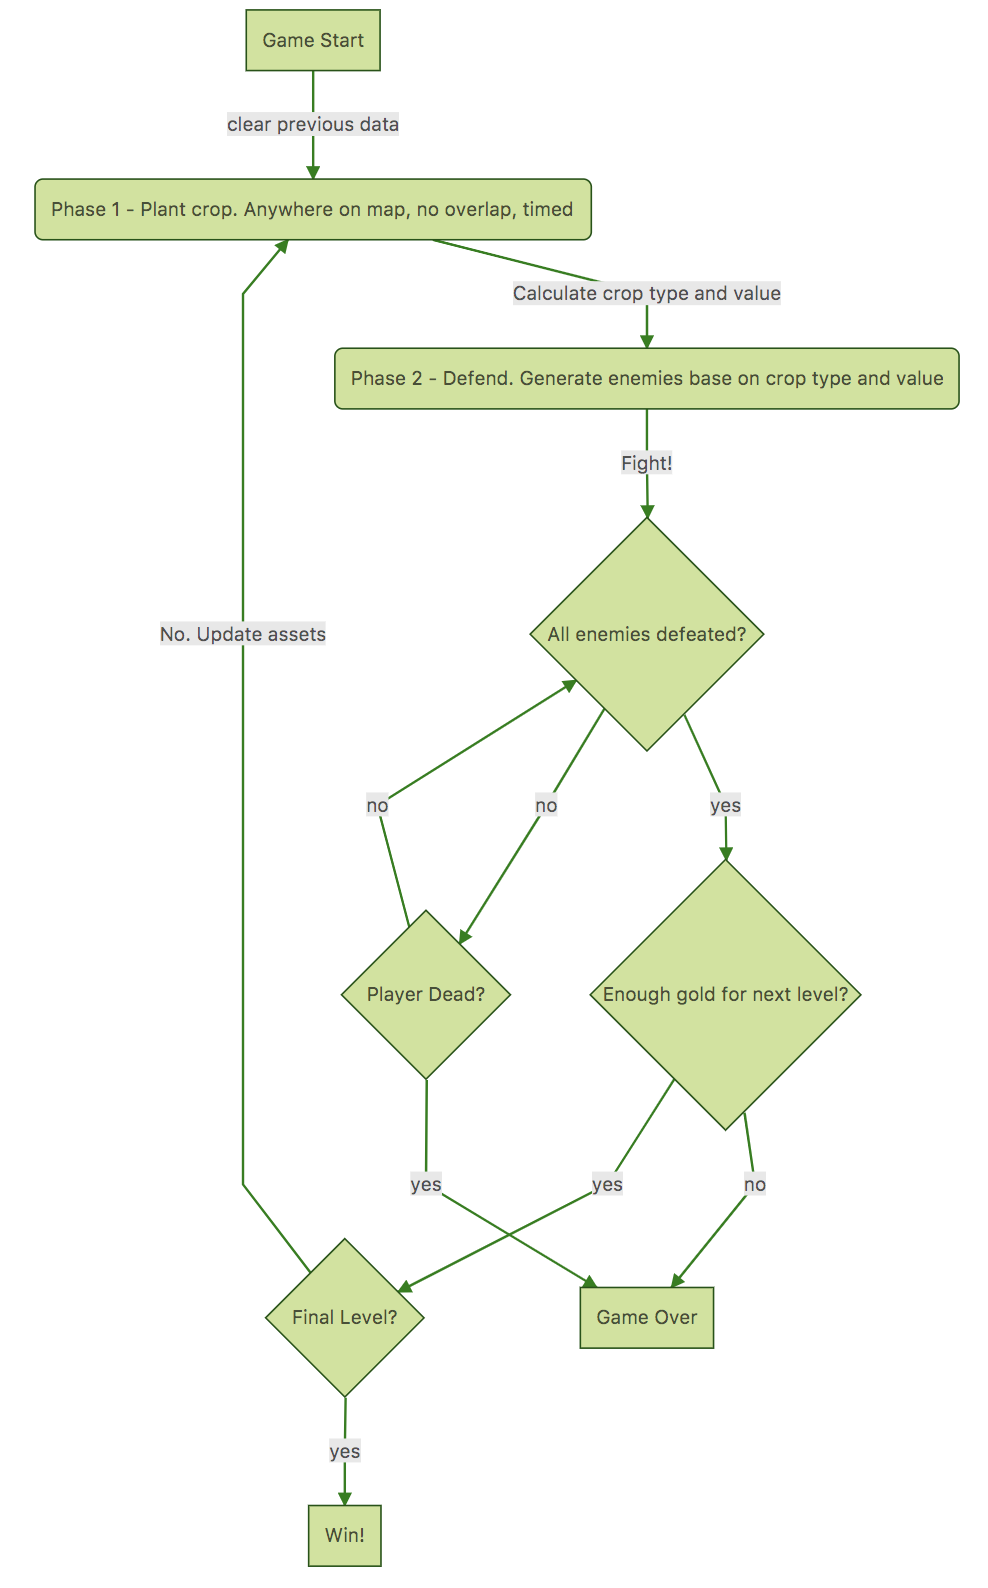 Game Start
clear previous data
Phase 1 - Plant crop. Anywhere on map, no overlap, timed
Calculate crop type and value
Phase 2 - Defend. Generate enemies base on crop type and value
Fight!
All enemies defeated?
No. Update assets
no
no
yes
Player Dead?
Enough gold for next level?
yes
yes
no
Final Level?
Game Over
yes
Win!